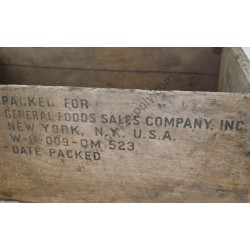 PACKED FOR
GENERAL FOODS SALES COMPANY, INC.
NEW YORK, N.Y., U.S.A.
W-11-009-QM 523
DATE PACKED